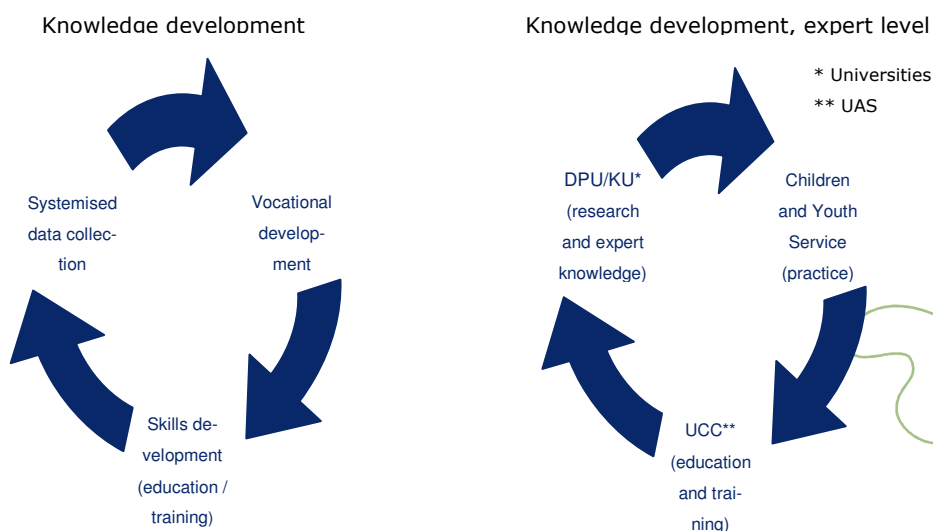 Knowledge development
Systemised
data collec-
tion
Vocational
develop-
ment
Skills de-
velopment
(education /
training)
Knowledge development, expert level
* Universities
** UAS
DPU/KU*
(research
and expert
knowledge)
Children
and Youth
Service
(practice)
UCC**
(education
and trai-
ning)